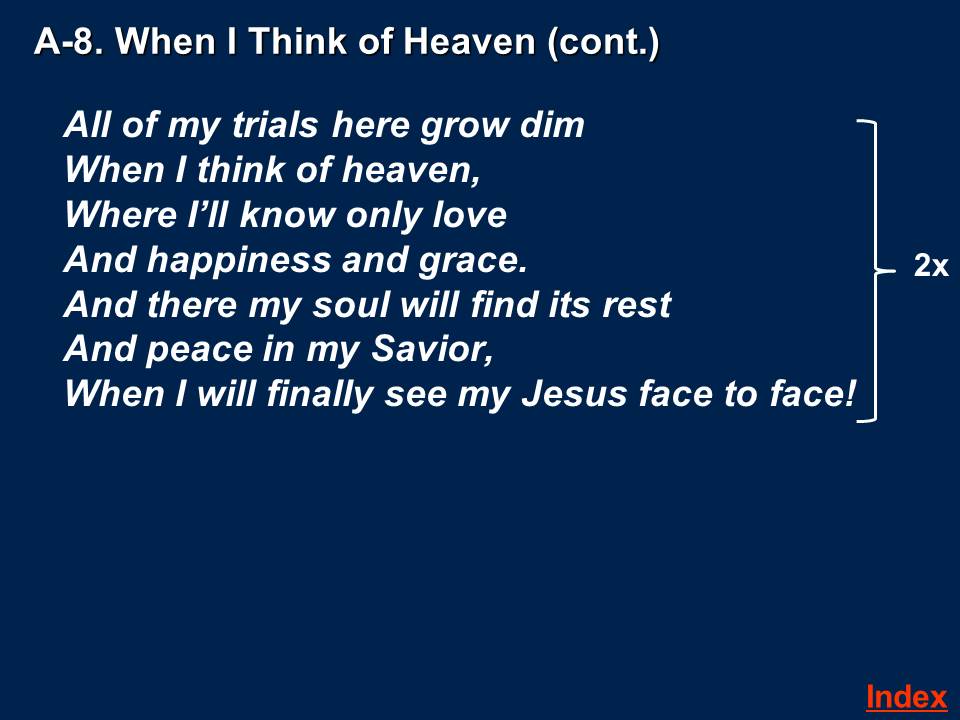 A-8. When I Think of Heaven (cont.)
All of my trials here grow dim
When I think of heaven,
Where I’ll know only love
And happiness and grace.
And there my soul will find its rest
And peace in my Savior,
When I will finally see my Jesus face to face!
2x
Index